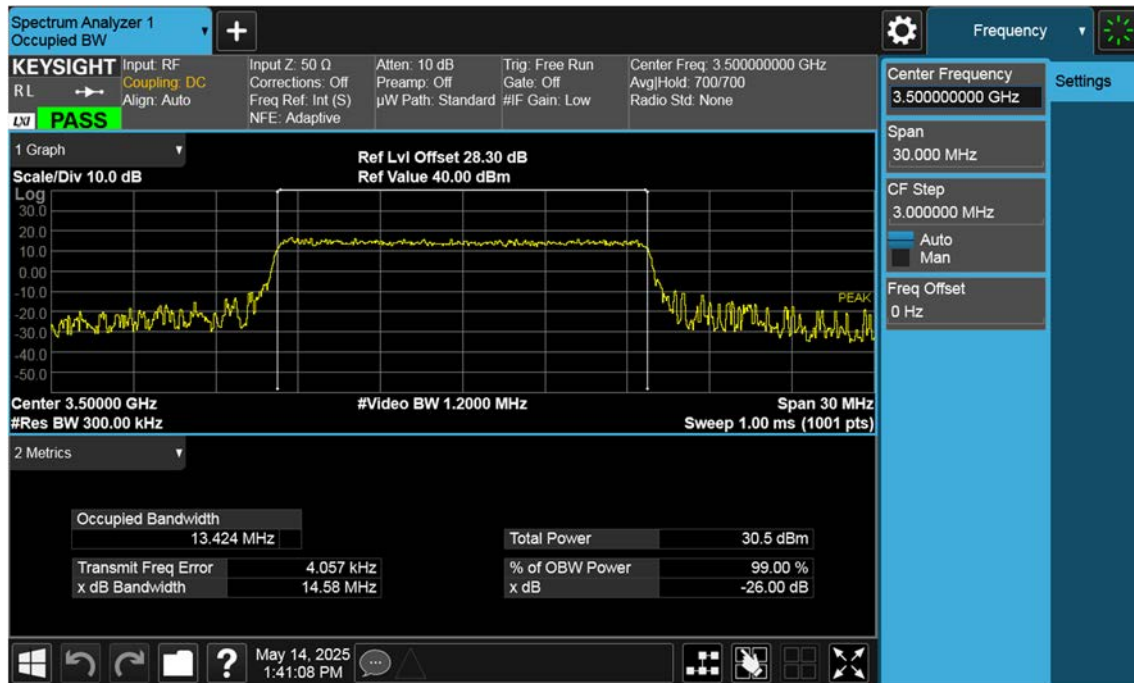 Spectrum Analyzer 1
Occupied BW
Frequency
KEYSIGHT
R L
LXI
PASS
Input: RF
Coupling: DC
Align: Auto
Input Z: 50 Ω
Corrections: Off
Freq Ref: Int (S)
NFE: Adaptive
Atten: 10 dB
Preamp: Off
µW Path: Standard
Trig: Free Run
Gate: Off
#IF Gain: Low
Center Freq: 3.500000000 GHz
Avg|Hold: 700/700
Radio Std: None
Center Frequency
3.500000000 GHz
Settings
Span
30.000 MHz
CF Step
3.000000 MHz
Auto
Man
Freq Offset
0 Hz
1 Graph
Scale/Div 10.0 dB
Ref Lvl Offset 28.30 dB
Ref Value 40.00 dBm
Log
30.0
20.0
10.0
0.00
-10.0
-20.0
-30.0
-40.0
-50.0
PEAK
Center 3.50000 GHz
#Res BW 300.00 kHz
#Video BW 1.2000 MHz
Span 30 MHz
Sweep 1.00 ms (1001 pts)
2 Metrics
Occupied Bandwidth
13.424 MHz
Total Power 30.5 dBm
Transmit Freq Error 4.057 kHz
% of OBW Power 99.00 %
x dB Bandwidth 14.58 MHz
x dB -26.00 dB
?
May 14, 2025
1:41:08 PM